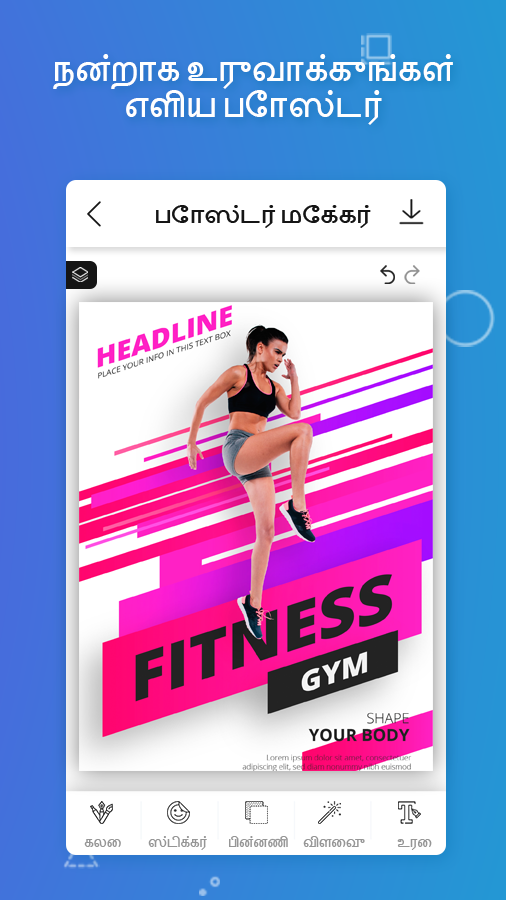 நன்றாக உருவாக்குங்கள்
எளிய போஸ்டர்
போஸ்டர் மேக்கர்
HEADLINE
PLACE YOUR INFO IN THIS TEXT BOX
FITNESS
GYM
SHAPE
YOUR BODY
Lorem ipsum dolor sit amet, consectetuer
adipiscing elit, sed diam nonummy nibh euismod
கலை
ஸ்டிக்கர்
பின்னணி
விளைவு
உரை